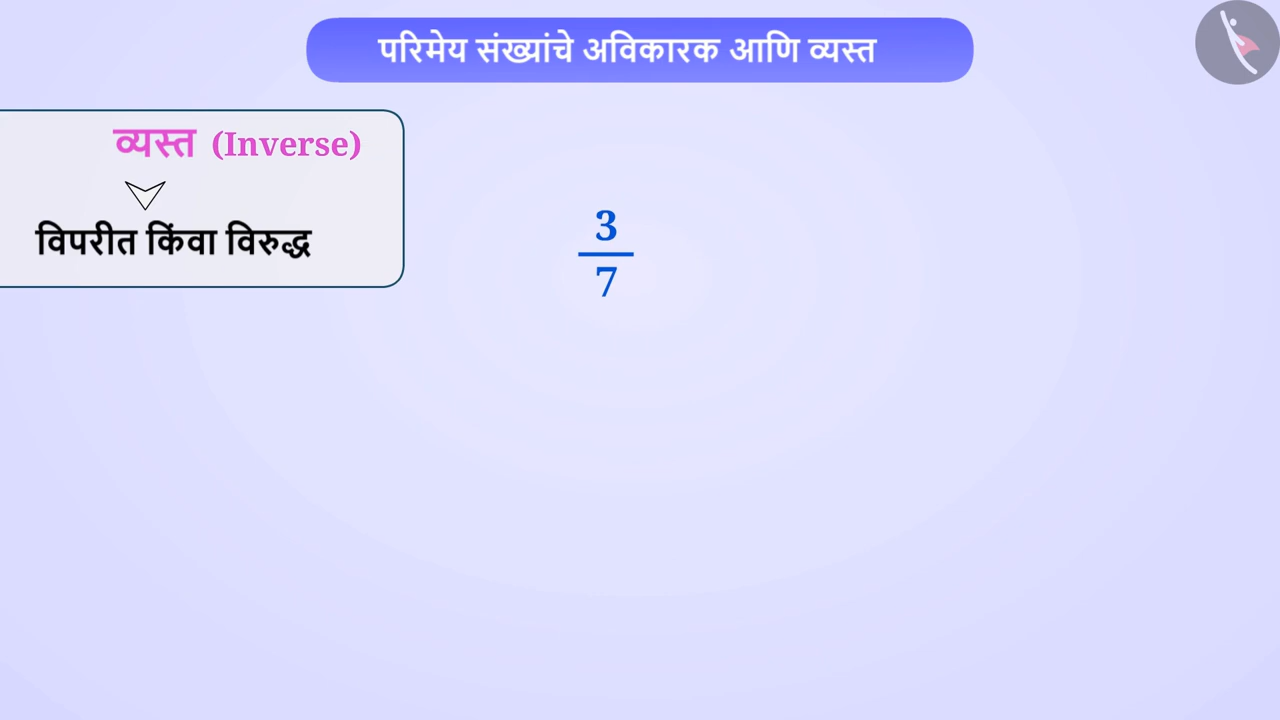 परिमेय संख्यांचे अविकारक आणि व्यस्त
व्यस्त (Inverse)
विपरीत किंवा विरुद्ध
3
7